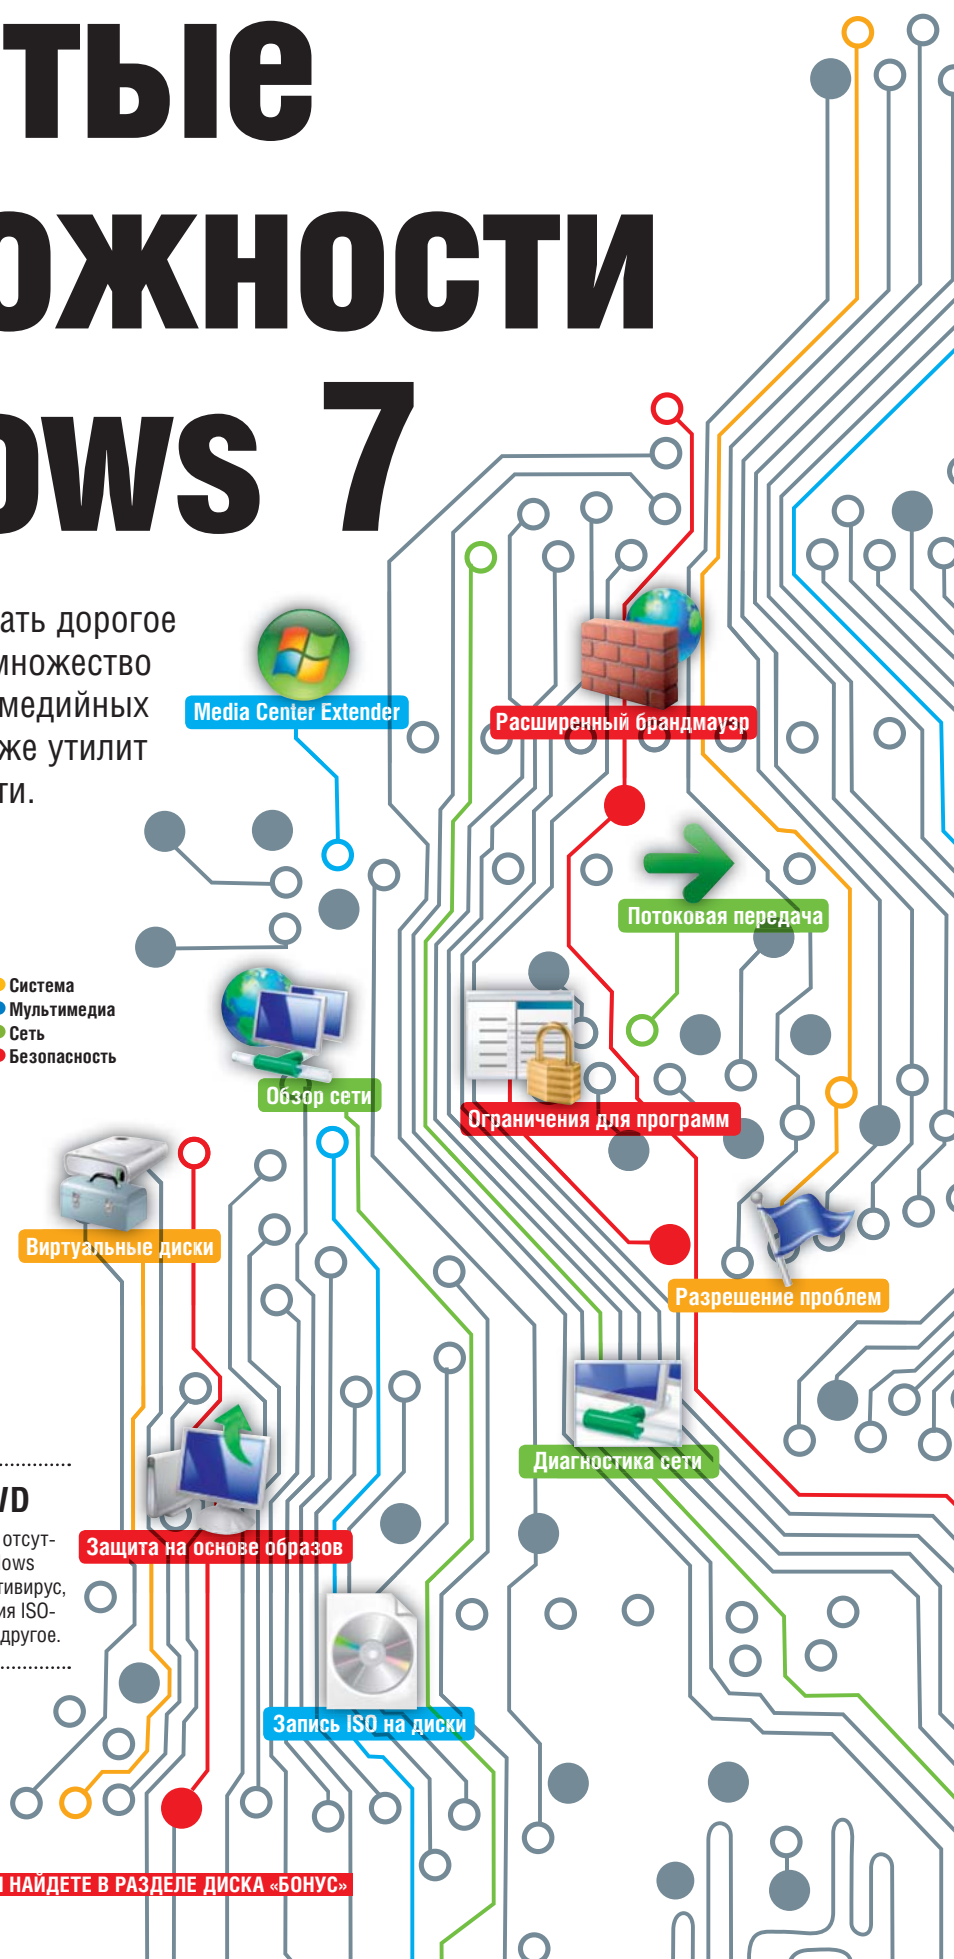 тые
ожности
ows 7
ать дорогое
множество
медийных
же утилит
ти.
Media Center Extender
Расширенный брандмауэр
Потоковая передача
Система
Мультимедиа
Сеть
Безопасность
Обзор сети
Ограничения для программ
Виртуальные диски
Разрешение проблем
Диагностика сети
VD
отсут-
lows
тивирус,
ия ISO-
другое.
Защита на основе образов
Запись ISO на диски
И НАЙДЕТЕ В РАЗДЕЛЕ ДИСКА «БОНУС»